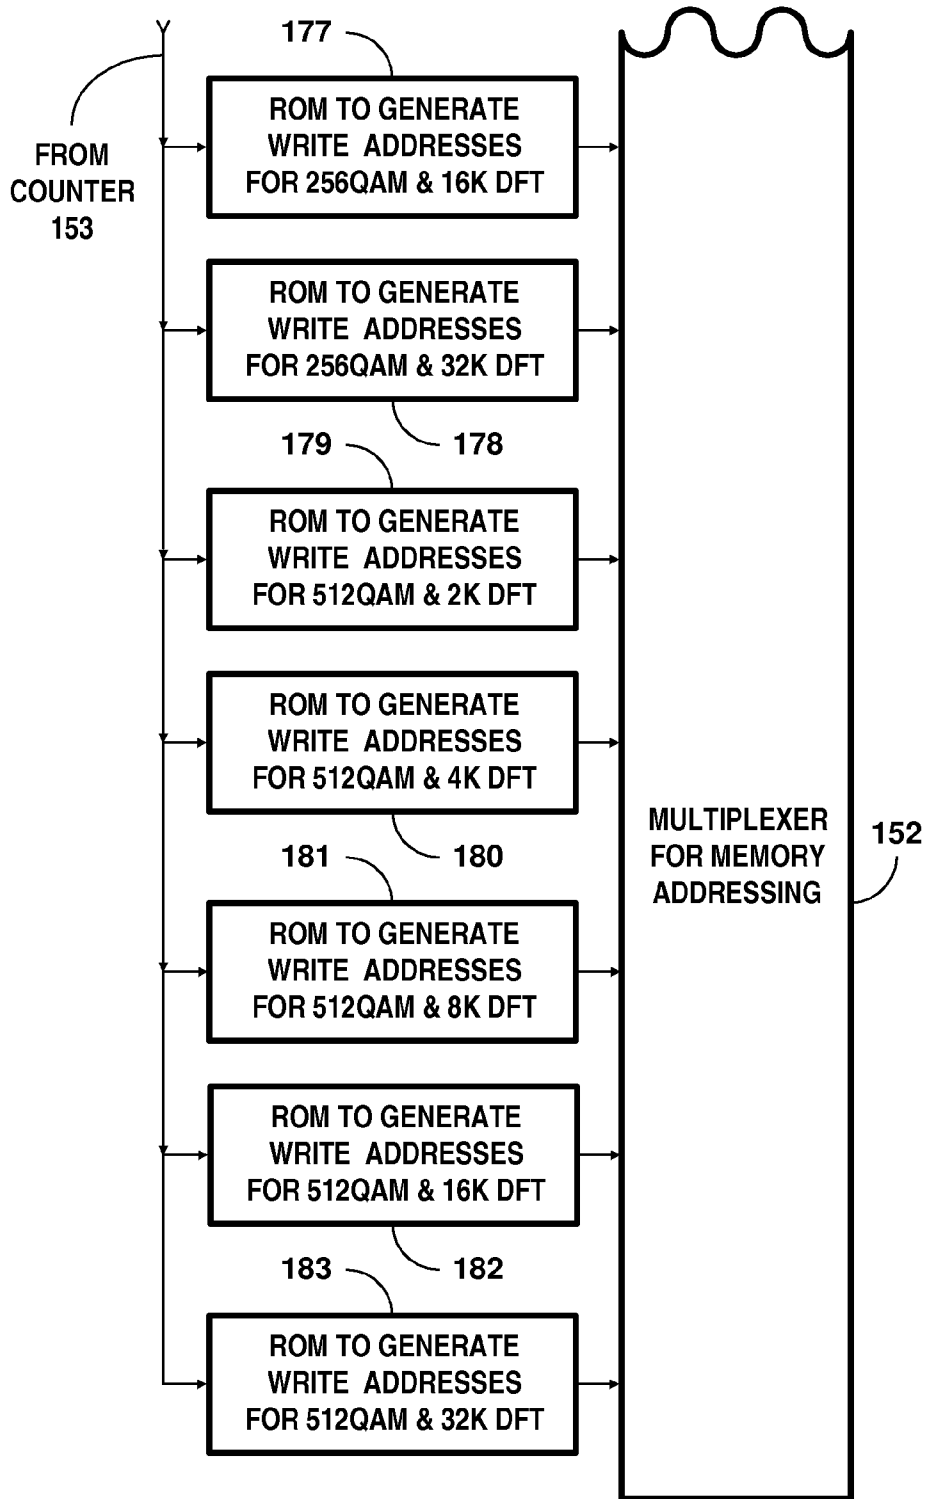 177
ROM TO GENERATE
WRITE ADDRESSES
FOR 256QAM & 16K DFT
FROM
COUNTER
153
ROM TO GENERATE
WRITE ADDRESSES
FOR 256QAM & 32K DFT
178
179
ROM TO GENERATE
WRITE ADDRESSES
FOR 512QAM & 2K DFT
ROM TO GENERATE
WRITE ADDRESSES
FOR 512QAM & 4K DFT
180
MULTIPLEXER
FOR MEMORY
ADDRESSING
152
181
ROM TO GENERATE
WRITE ADDRESSES
FOR 512QAM & 8K DFT
ROM TO GENERATE
WRITE ADDRESSES
FOR 512QAM & 16K DFT
182
183
ROM TO GENERATE
WRITE ADDRESSES
FOR 512QAM & 32K DFT